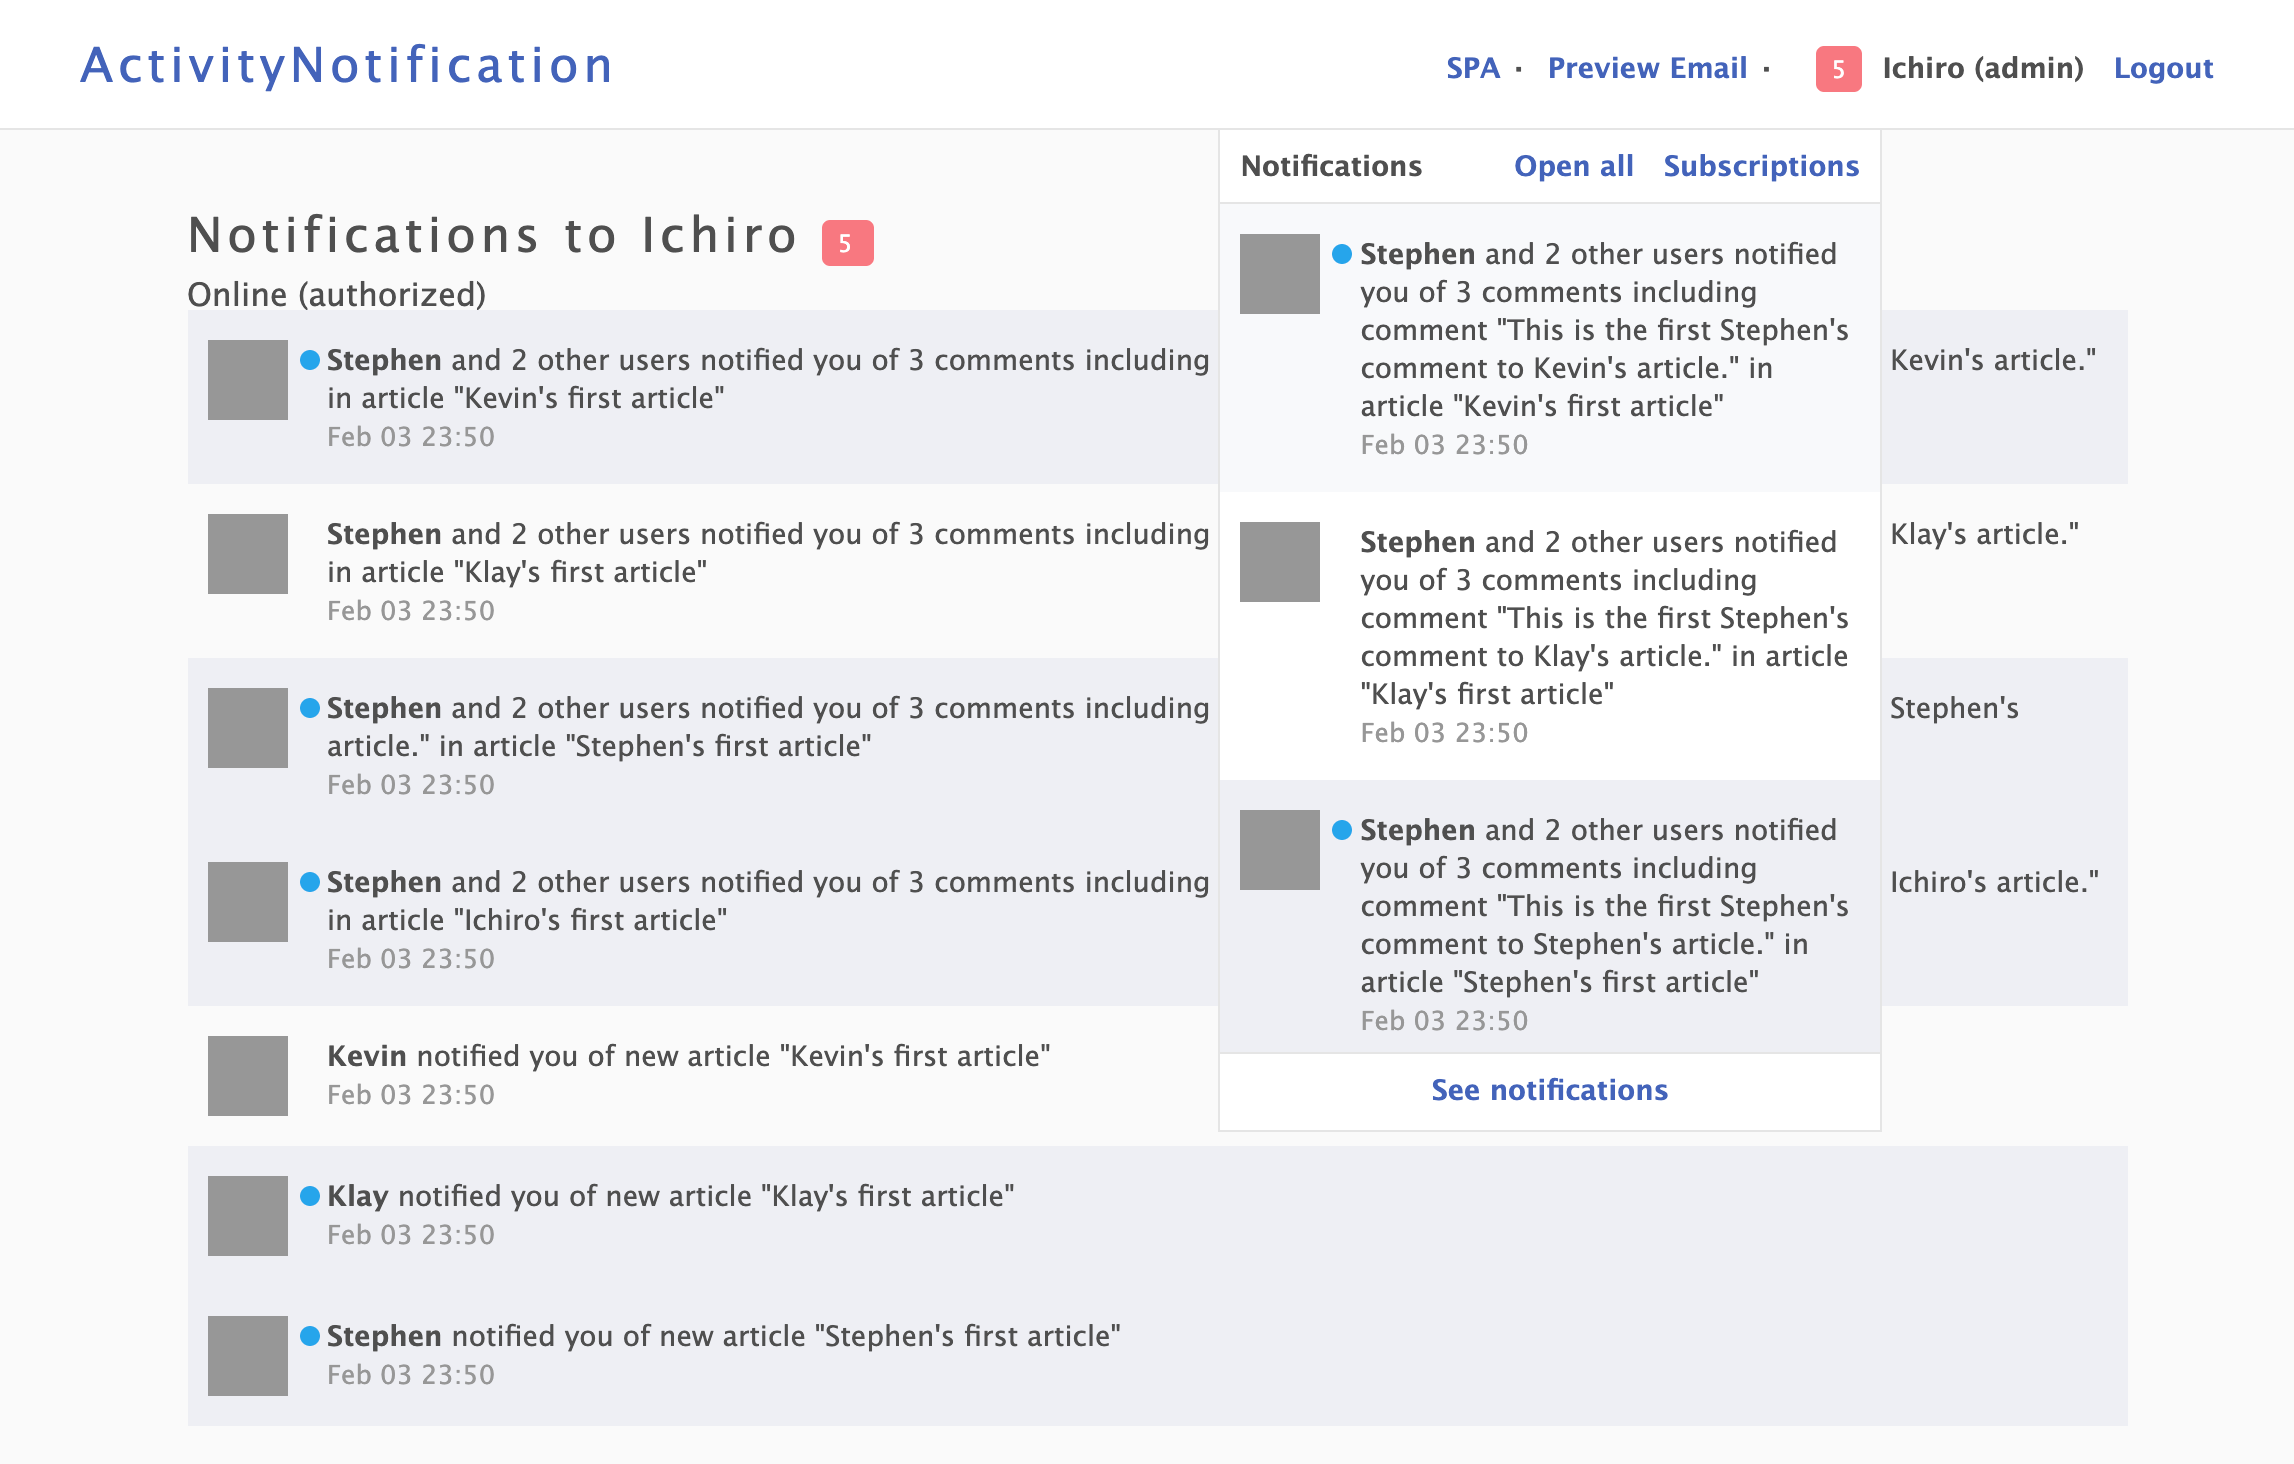 ActivityNotification
SPA · Preview Email · 5 Ichiro (admin) Logout
Notifications to Ichiro 5
Online (authorized)
Stephen and 2 other users notified you of 3 comments including
Kevin's article."
in article "Kevin's first article"
Feb 03 23:50
Stephen and 2 other users notified you of 3 comments including
Klay's article."
in article "Klay's first article"
Feb 03 23:50
Stephen and 2 other users notified you of 3 comments including
Stephen's
article." in article "Stephen's first article"
Feb 03 23:50
Stephen and 2 other users notified you of 3 comments including
Ichiro's article."
in article "Ichiro's first article"
Feb 03 23:50
Kevin notified you of new article "Kevin's first article"
Feb 03 23:50
Klay notified you of new article "Klay's first article"
Feb 03 23:50
Stephen notified you of new article "Stephen's first article"
Feb 03 23:50
Notifications Open all Subscriptions
Stephen and 2 other users notified
you of 3 comments including
comment "This is the first Stephen's
comment to Kevin's article." in
article "Kevin's first article"
Feb 03 23:50
Stephen and 2 other users notified
you of 3 comments including
comment "This is the first Stephen's
comment to Klay's article." in article
"Klay's first article"
Feb 03 23:50
Stephen and 2 other users notified
you of 3 comments including
comment "This is the first Stephen's
comment to Stephen's article." in
article "Stephen's first article"
Feb 03 23:50
See notifications